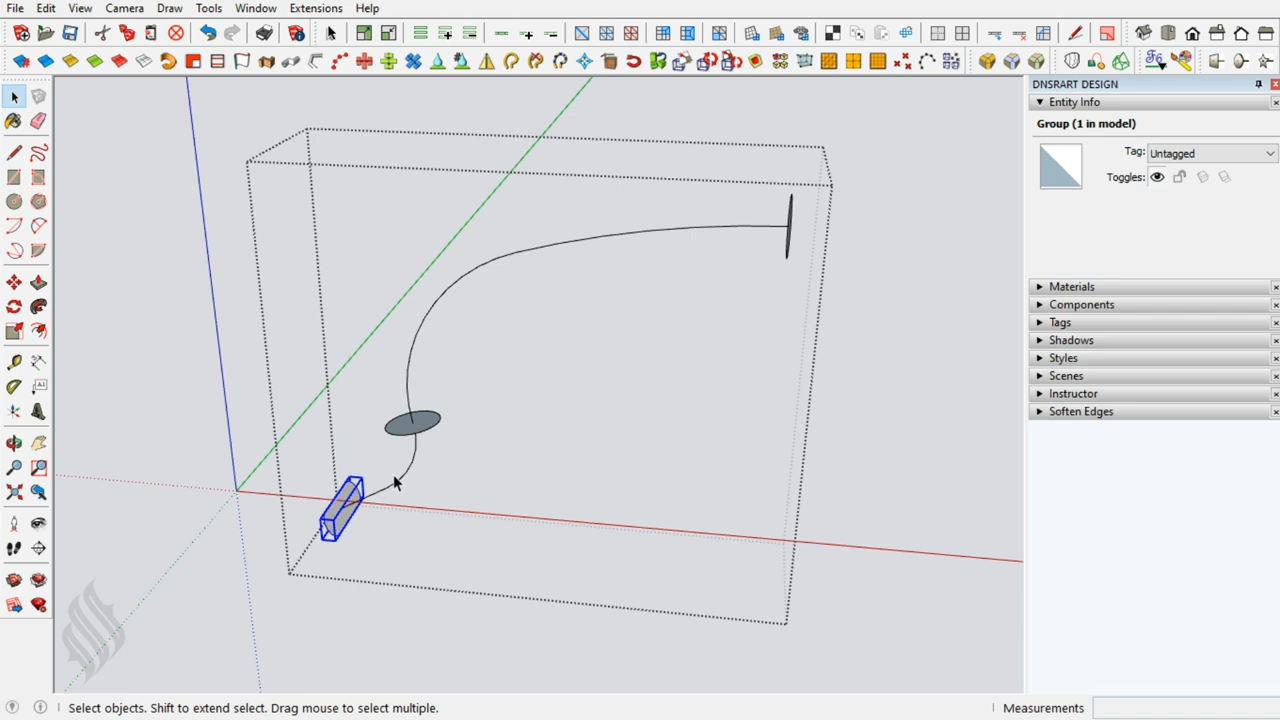 File Edit View Camera Draw Tools Window Extensions Help
DNSRART DESIGN
Entity Info
Group (1 in model)
Tag: Untagged
Toggles:
Materials
Components
Tags
Shadows
Styles
Scenes
Instructor
Soften Edges
Select objects. Shift to extend select. Drag mouse to select multiple.
Measurements